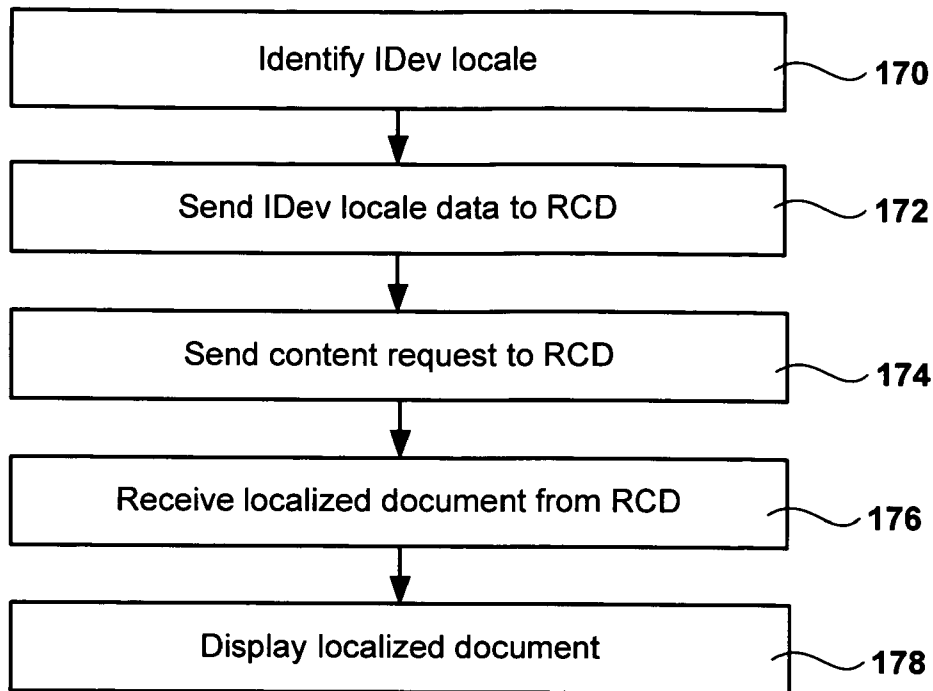 Identify IDev locale
170
Send IDev locale data to RCD
172
Send content request to RCD
174
Receive localized document from RCD
176
Display localized document
178